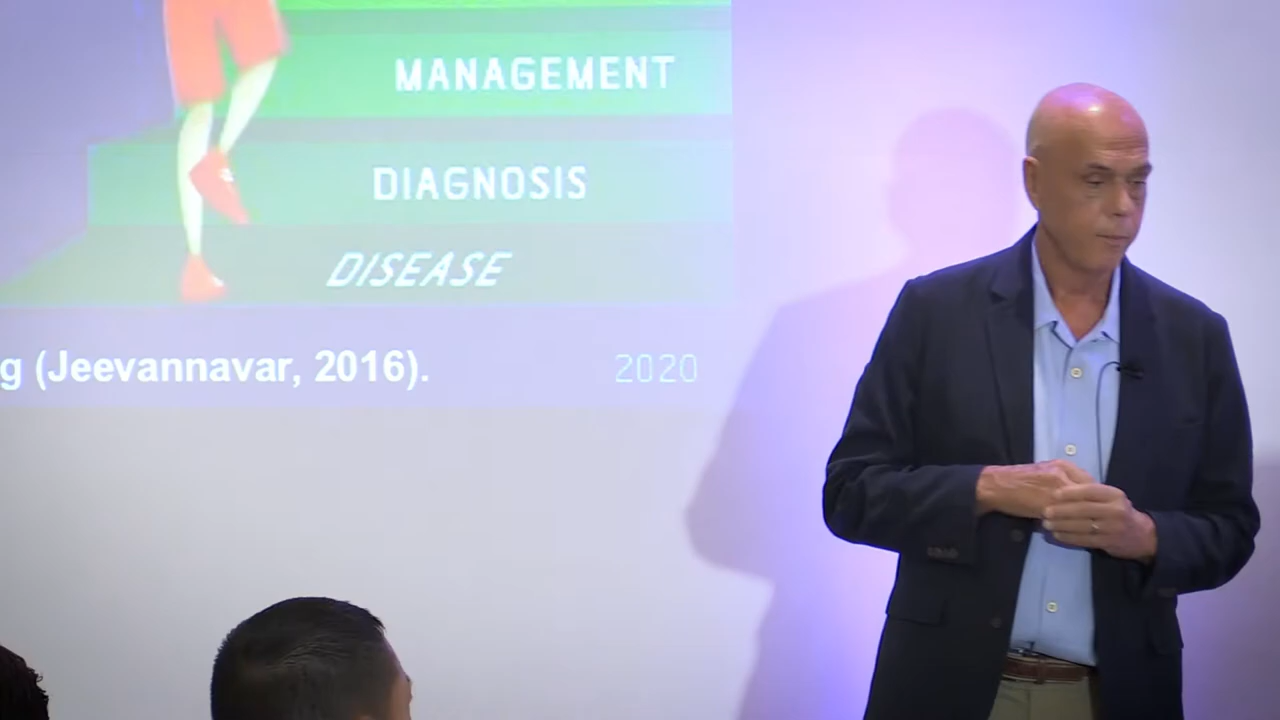 MANAGEMENT
DIAGNOSIS
DISEASE
g (Jeevannavar, 2016).
2020